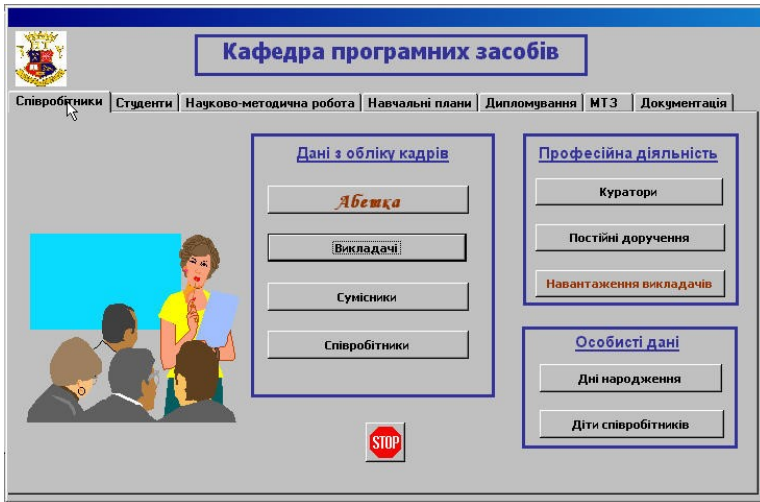 Кафедра програмних засобів
Співробітники Студенти Науково-методична робота Навчальні плани Дипломування МТЗ Документація
Дані з обліку кадрів
Абетка
Викладачі
Сумісники
Співробітники
Професійна діяльність
Куратори
Постійні доручення
Навантаження викладачів
Особисті дані
Дні народження
Діти співробітників
STOP